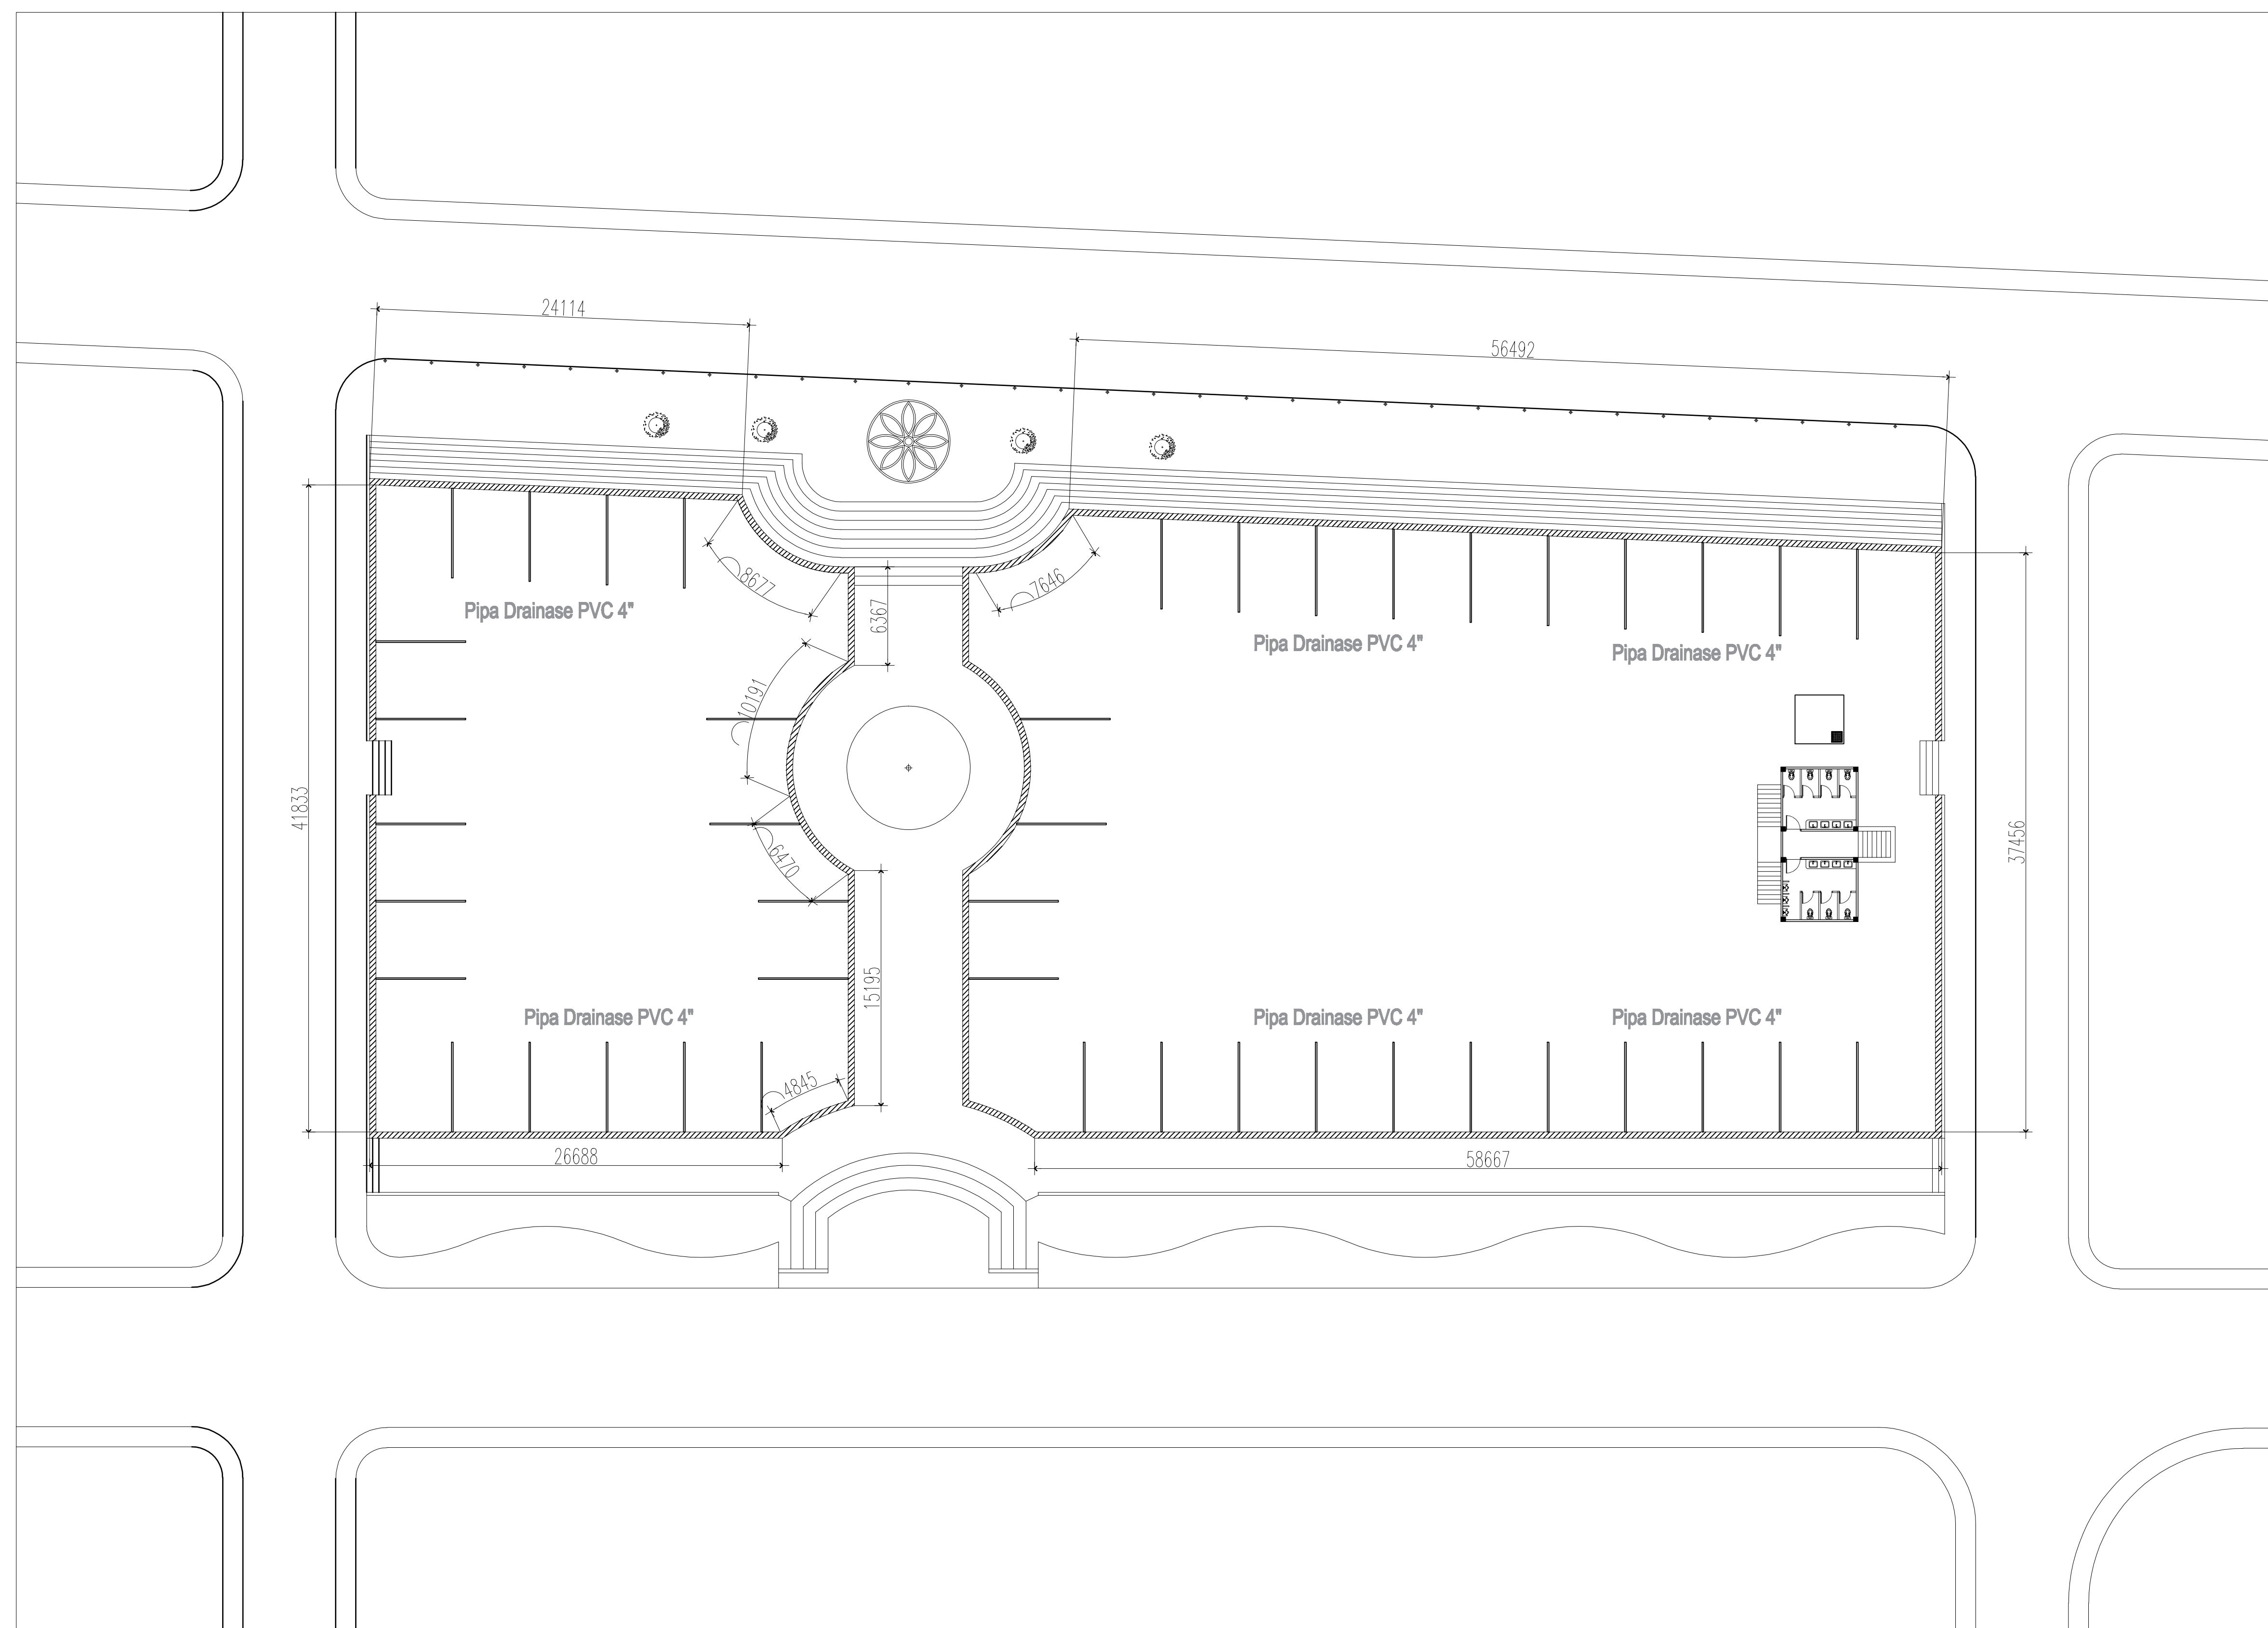 24114
56492
8677
7646
6367
Pipa Drainase PVC 4"
Pipa Drainase PVC 4"
Pipa Drainase PVC 4"
10191
41833
6470
37456
15195
Pipa Drainase PVC 4"
Pipa Drainase PVC 4"
Pipa Drainase PVC 4"
4845
26688
58667